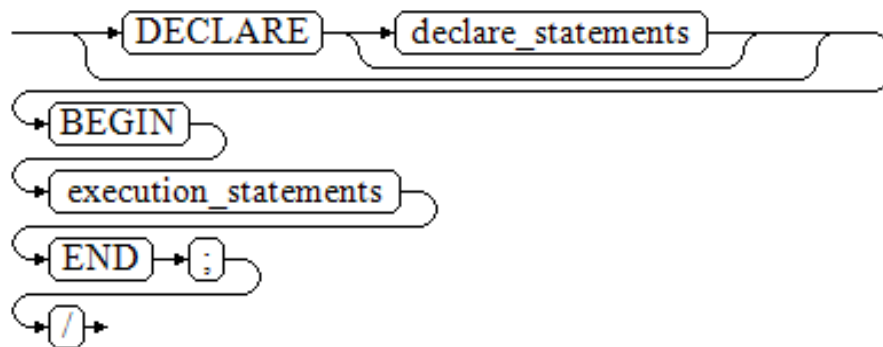 DECLARE declare_statements
BEGIN
execution_statements
END ;
/